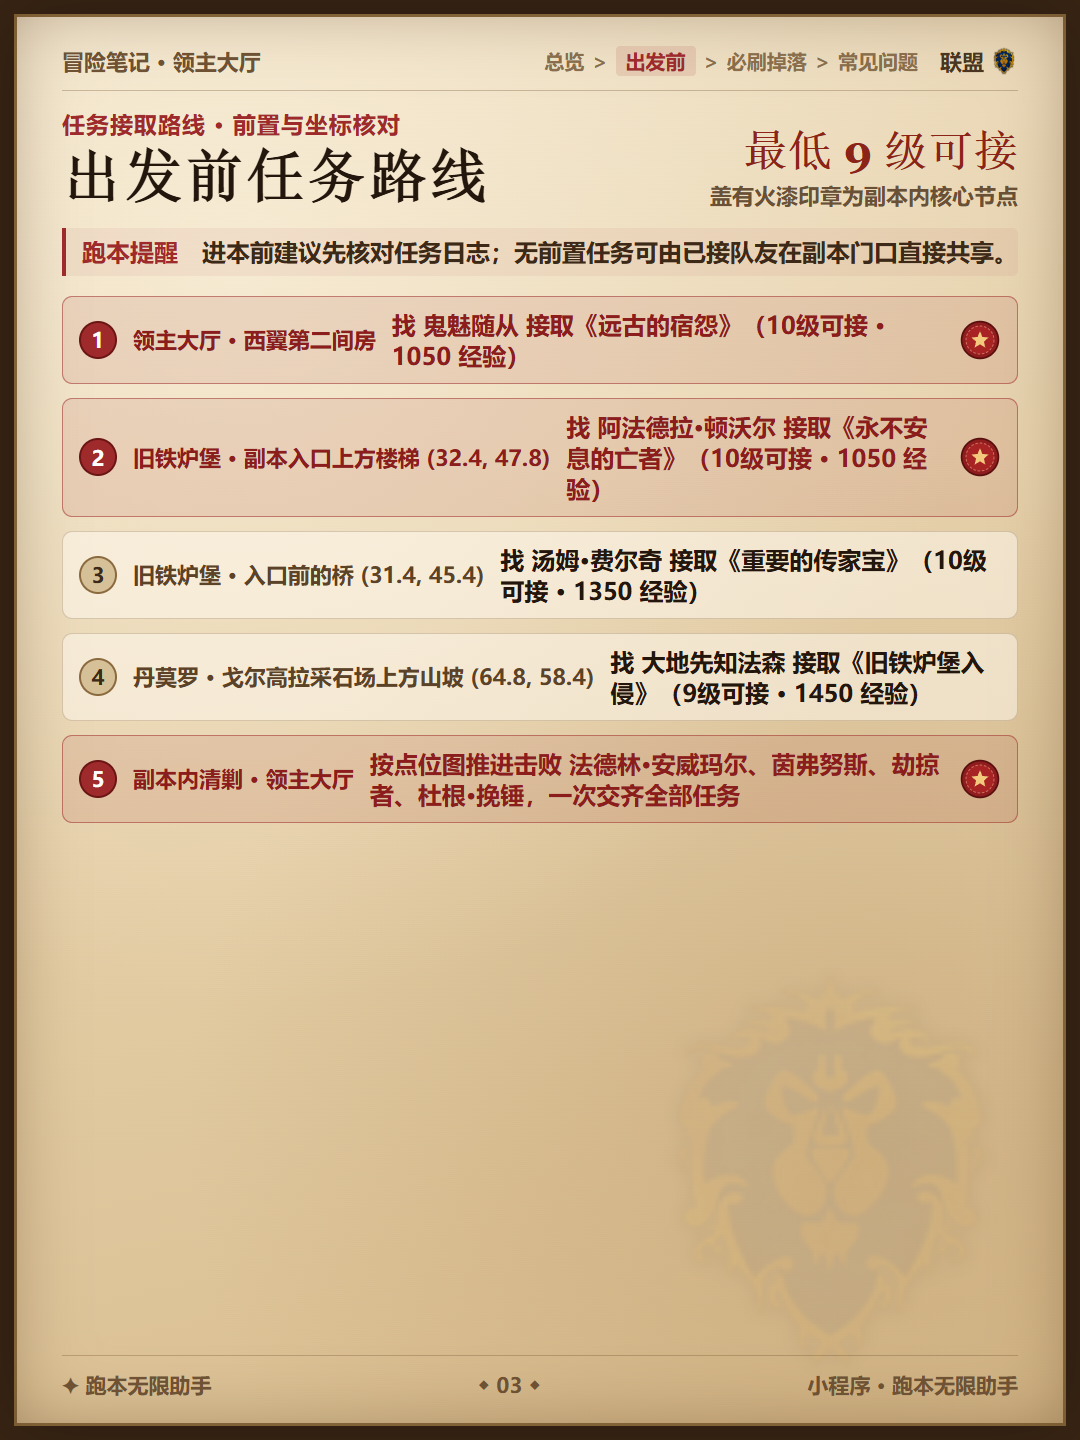 冒险笔记 • 领主大厅
总览 > 出发前 > 必刷掉落 > 常见问题 联盟
任务接取路线 • 前置与坐标核对
出发前任务路线
最低 9 级可接
盖有火漆印章为副本内核心节点
跑本提醒 进本前建议先核对任务日志；无前置任务可由已接队友在副本门口直接共享。
1 领主大厅 • 西翼第二间房
找 鬼魅随从 接取《远古的宿怨》（10级可接 •
1050 经验）
2 旧铁炉堡 • 副本入口上方楼梯 (32.4, 47.8)
找 阿法德拉•顿沃尔 接取《永不安
息的亡者》（10级可接 • 1050 经
验）
3 旧铁炉堡 • 入口前的桥 (31.4, 45.4)
找 汤姆•费尔奇 接取《重要的传家宝》（10级
可接 • 1350 经验）
4 丹莫罗 • 戈尔高拉采石场上方山坡 (64.8, 58.4)
找 大地先知法森 接取《旧铁炉堡入
侵》（9级可接 • 1450 经验）
5 副本内清剿 • 领主大厅
按点位图推进击败 法德林•安威玛尔、茵弗努斯、劫掠
者、杜根•挽锤，一次交齐全部任务
✦ 跑本无限助手
◆ 03 ◆
小程序 • 跑本无限助手